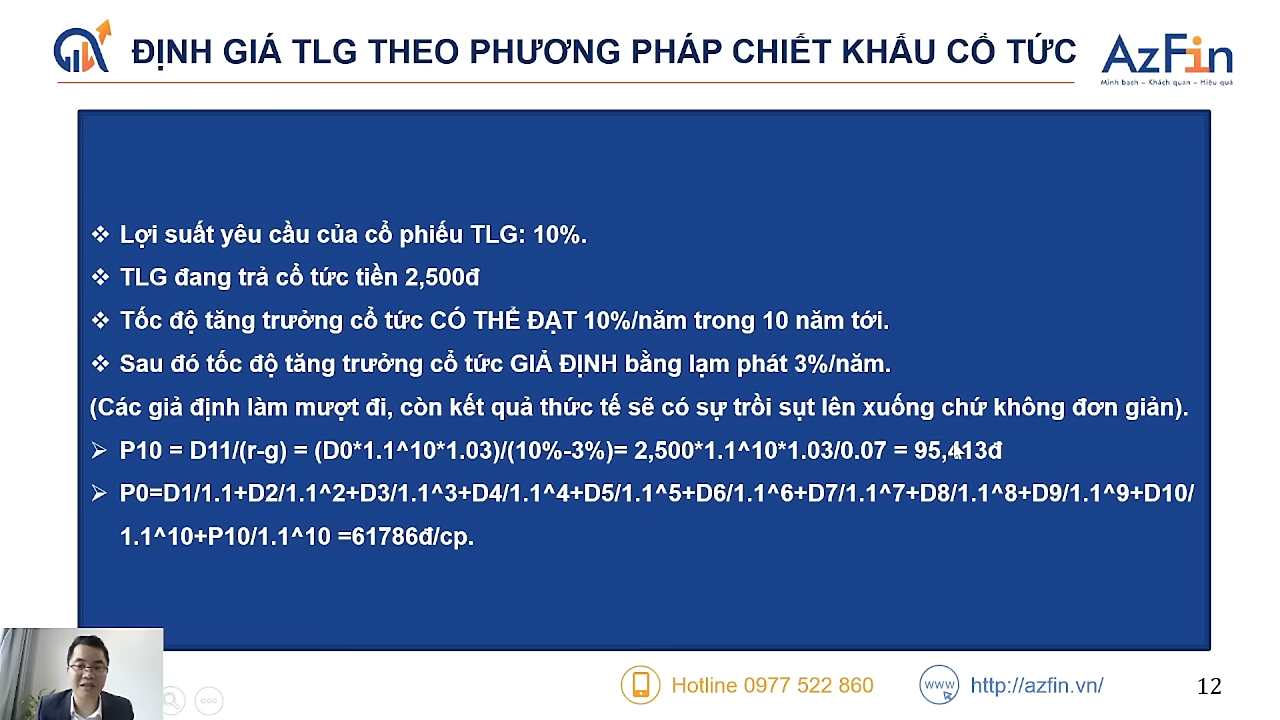 ĐỊNH GIÁ TLG THEO PHƯƠNG PHÁP CHIẾT KHẤU CỔ TỨC
AzFin
Minh bạch – Khách quan – Hiệu quả
❖ Lợi suất yêu cầu của cổ phiếu TLG: 10%.
❖ TLG đang trả cổ tức tiền 2,500đ
❖ Tốc độ tăng trưởng cổ tức CÓ THỂ ĐẠT 10%/năm trong 10 năm tới.
❖ Sau đó tốc độ tăng trưởng cổ tức GIẢ ĐỊNH bằng lạm phát 3%/năm.
(Các giả định làm mượt đi, còn kết quả thức tế sẽ có sự trồi sụt lên xuống chứ không đơn giản).
➢ P10 = D11/(r-g) = (D0*1.1^10*1.03)/(10%-3%)= 2,500*1.1^10*1.03/0.07 = 95,413đ
➢ P0=D1/1.1+D2/1.1^2+D3/1.1^3+D4/1.1^4+D5/1.1^5+D6/1.1^6+D7/1.1^7+D8/1.1^8+D9/1.1^9+D10/
1.1^10+P10/1.1^10 =61786đ/cp.
Hotline 0977 522 860
www
http://azfin.vn/
12